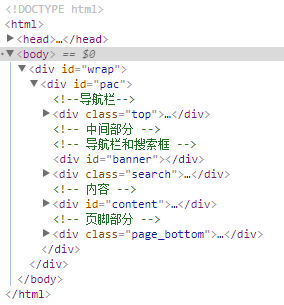 <!DOCTYPE html>
<html>
▶<head>…</head>
▼<body> == $0
▼<div id="wrap">
▼<div id="pac">
<!--导航栏-->
▶<div class="top">…</div>
<!-- 中间部分 -->
<!-- 导航栏和搜索框 -->
<div id="banner"></div>
▶<div class="search">…</div>
<!-- 内容 -->
▶<div id="content">…</div>
<!-- 页脚部分 -->
▶<div class="page_bottom">…</div>
</div>
</div>
</body>
</html>